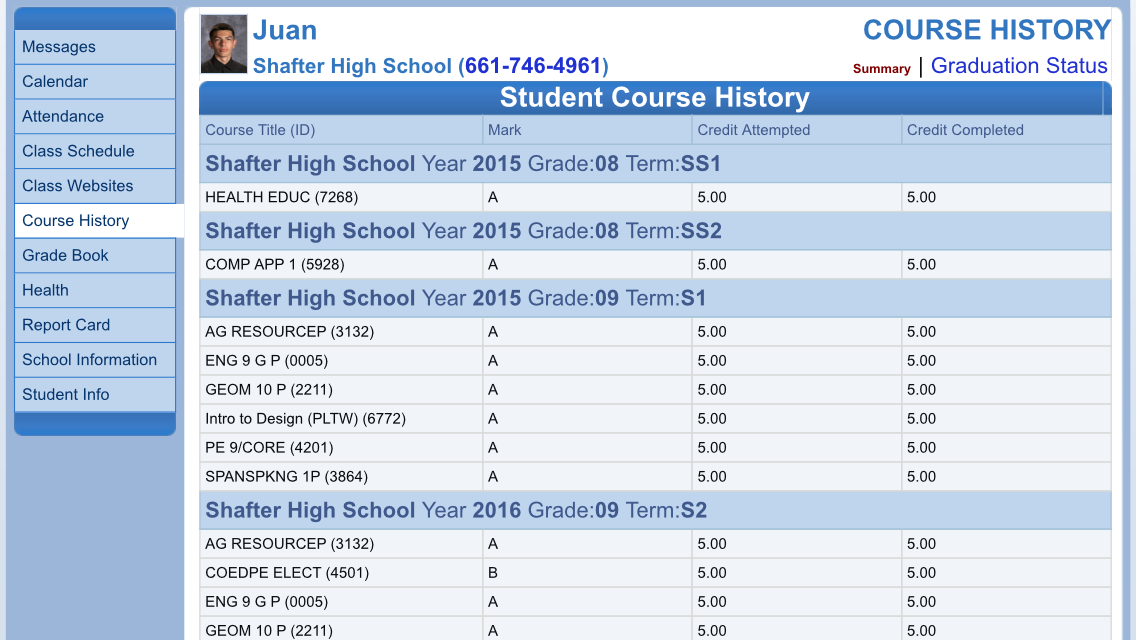 Messages
Calendar
Attendance
Class Schedule
Class Websites
Course History
Grade Book
Health
Report Card
School Information
Student Info
Juan
COURSE HISTORY
Shafter High School (661-746-4961)
Summary | Graduation Status
Student Course History
Course Title (ID) Mark Credit Attempted Credit Completed
Shafter High School Year 2015 Grade:08 Term:SS1
HEALTH EDUC (7268) A 5.00 5.00
Shafter High School Year 2015 Grade:08 Term:SS2
COMP APP 1 (5928) A 5.00 5.00
Shafter High School Year 2015 Grade:09 Term:S1
AG RESOURCEP (3132) A 5.00 5.00
ENG 9 G P (0005) A 5.00 5.00
GEOM 10 P (2211) A 5.00 5.00
Intro to Design (PLTW) (6772) A 5.00 5.00
PE 9/CORE (4201) A 5.00 5.00
SPANSPKNG 1P (3864) A 5.00 5.00
Shafter High School Year 2016 Grade:09 Term:S2
AG RESOURCEP (3132) A 5.00 5.00
COEDPE ELECT (4501) B 5.00 5.00
ENG 9 G P (0005) A 5.00 5.00
GEOM 10 P (2211) A 5.00 5.00